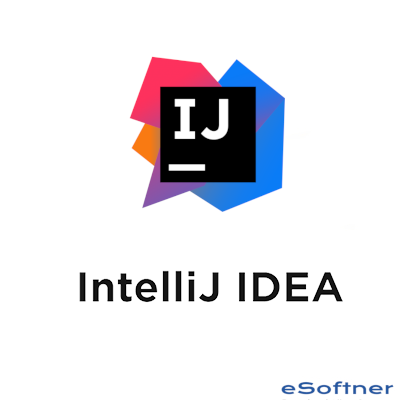 IJ
IntelliJ IDEA
eSoftner